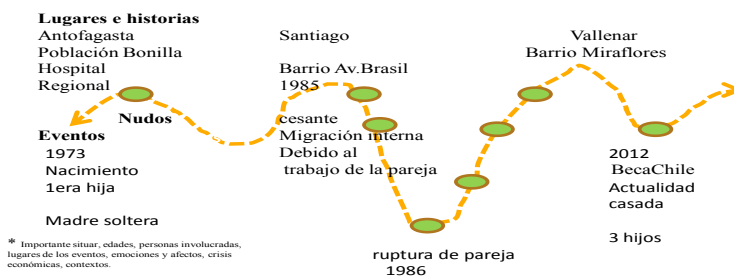 Lugares e historias
Antofagasta
Población Bonilla
Hospital
Regional
Nudos
Eventos
1973
Nacimiento
1era hija
Madre soltera
* Importante situar, edades, personas involucradas,
lugares de los eventos, emociones y afectos, crisis
económicas, contextos.
Santiago
Barrio Av.Brasil
1985
cesante
Migración interna
Debido al
trabajo de la pareja
ruptura de pareja
1986
Vallenar
Barrio Miraflores
2012
BecaChile
Actualidad
casada
3 hijos